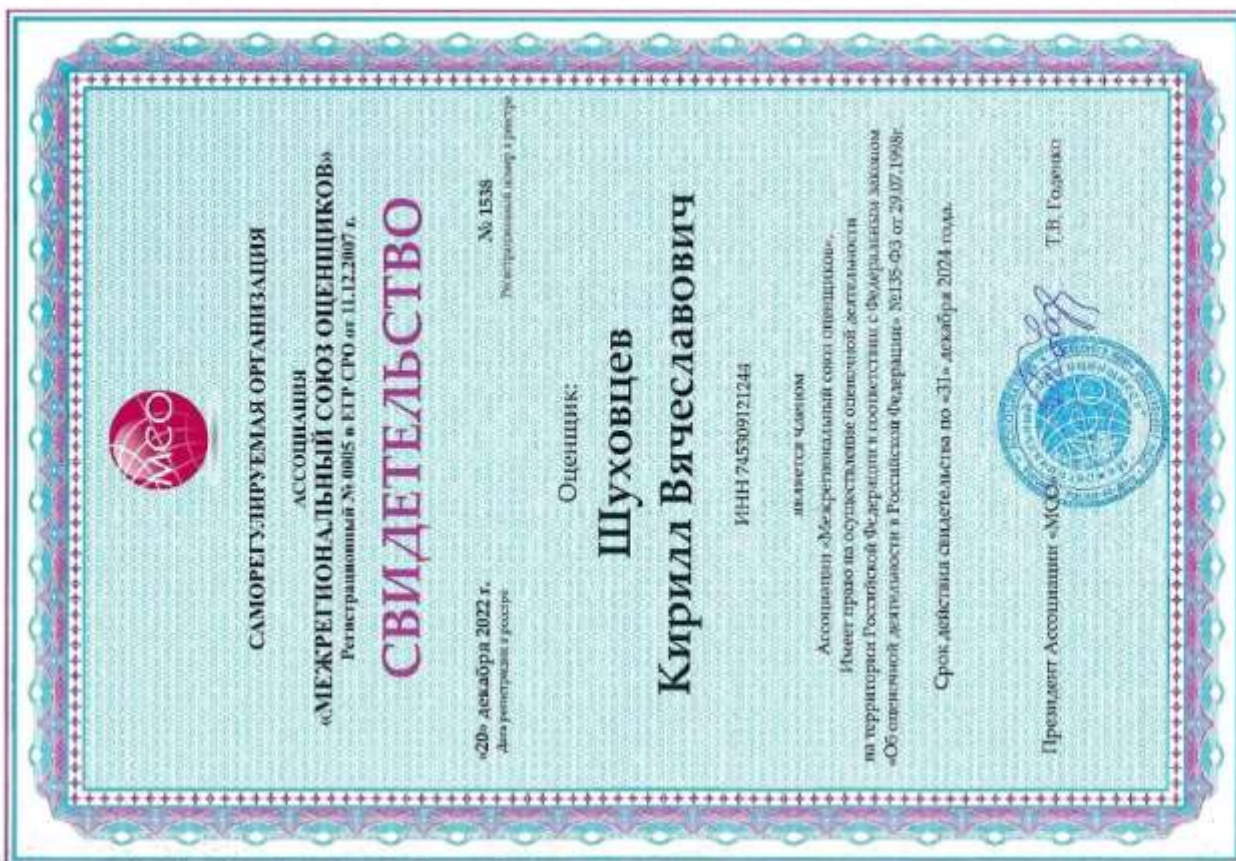 МСО
САМОРЕГУЛИРУЕМАЯ ОРГАНИЗАЦИЯ
АССОЦИАЦИЯ
«МЕЖРЕГИОНАЛЬНЫЙ СОЮЗ ОЦЕНЩИКОВ»
Регистрационный № 0005 в ЕГР СРО от 11.12.2007 г.
СВИДЕТЕЛЬСТВО
«20» декабря 2022 г. № 1538
Дата регистрации в реестре Регистрационный номер в реестре
Оценщик:
Шуховцев
Кирилл Вячеславович
ИНН 745309121244
является членом
Ассоциации «Межрегиональный союз оценщиков».
Имеет право на осуществление оценочной деятельности
на территории Российской Федерации в соответствии с Федеральным законом
«Об оценочной деятельности в Российской Федерации» №135-ФЗ от 29.07.1998г.
Срок действия свидетельства по «31» декабря 2024 года.
Президент Ассоциации «МСО» Т.В. Годенко